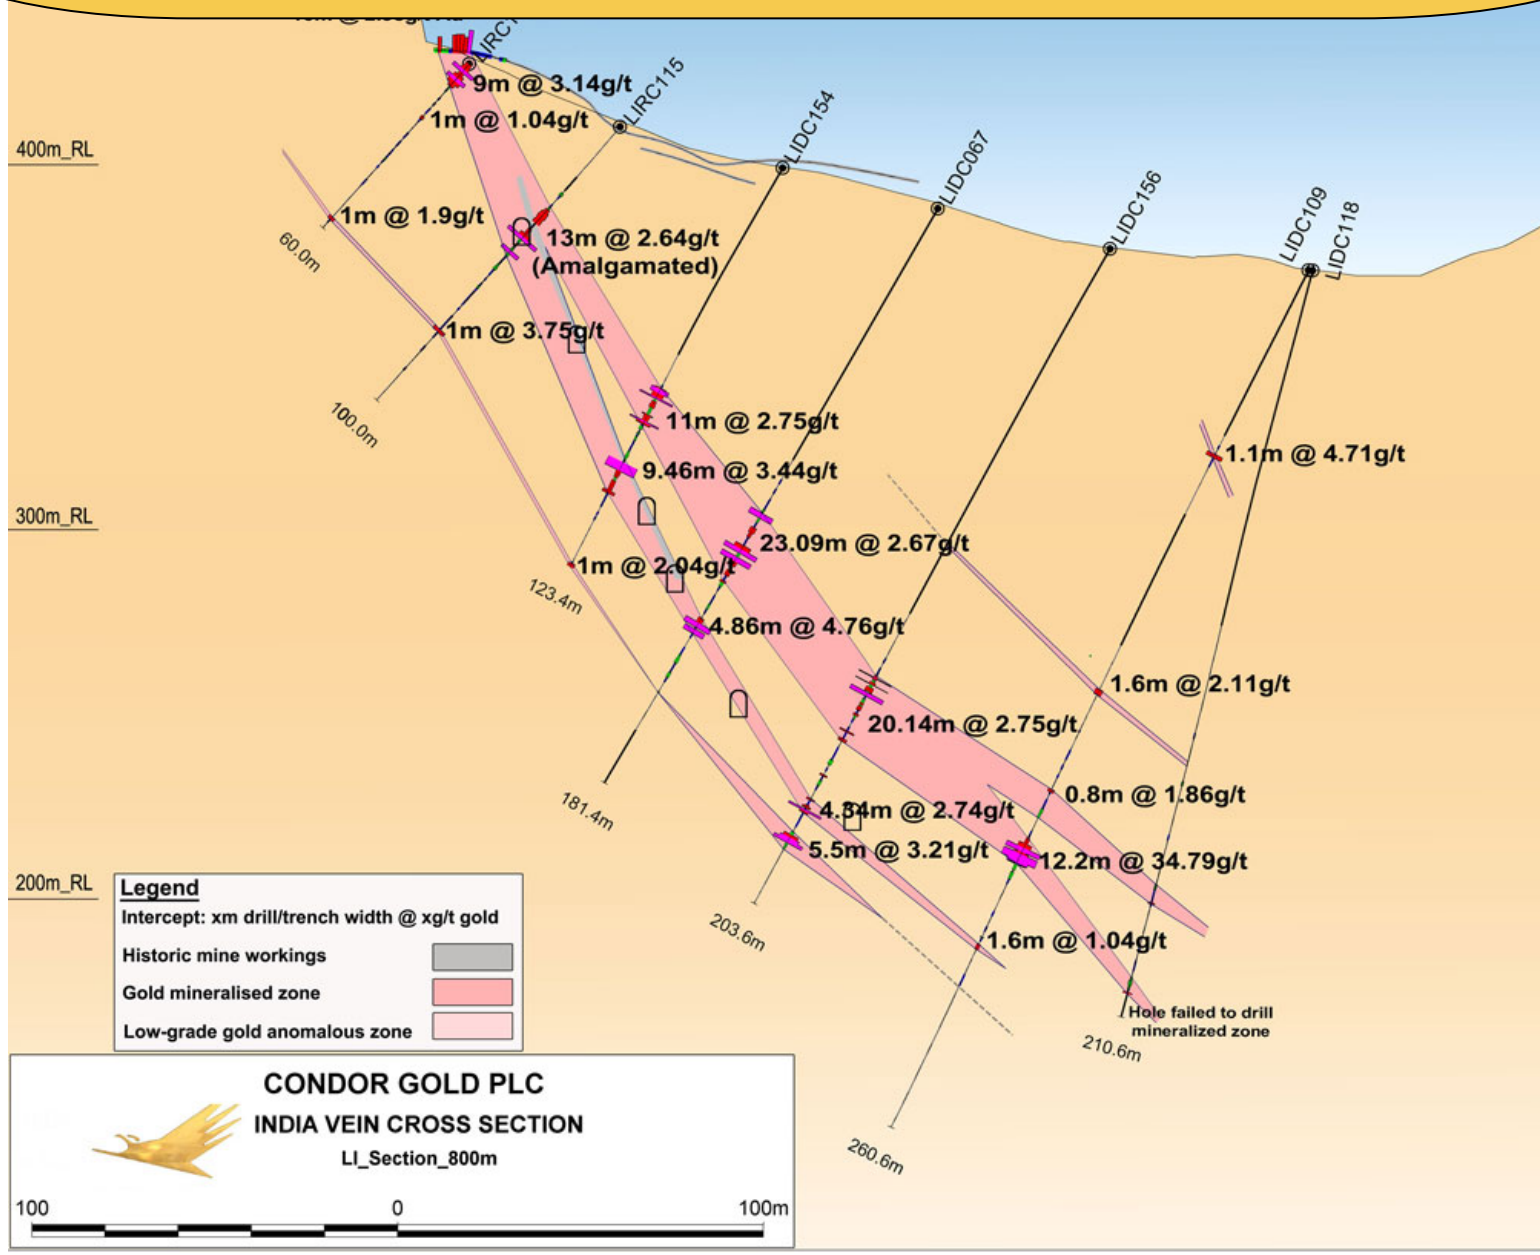 LIRC115
LIDC154
LIDC067
LIDC156
LIDC109
LIDC118
9m @ 3.14g/t
1m @ 1.04g/t
400m_RL
1m @ 1.9g/t
60.0m
13m @ 2.64g/t
(Amalgamated)
1m @ 3.75g/t
100.0m
11m @ 2.75g/t
1.1m @ 4.71g/t
9.46m @ 3.44g/t
300m_RL
23.09m @ 2.67g/t
1m @ 2.04g/t
123.4m
4.86m @ 4.76g/t
1.6m @ 2.11g/t
20.14m @ 2.75g/t
181.4m
0.8m @ 1.86g/t
4.34m @ 2.74g/t
5.5m @ 3.21g/t
12.2m @ 34.79g/t
200m_RL
203.6m
1.6m @ 1.04g/t
Hole failed to drill
mineralized zone
210.6m
260.6m
Legend
Intercept: xm drill/trench width @ xg/t gold
Historic mine workings
Gold mineralised zone
Low-grade gold anomalous zone
CONDOR GOLD PLC
INDIA VEIN CROSS SECTION
LI_Section_800m
100 0 100m